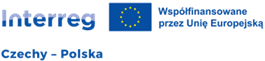 Interreg
Współfinansowane
przez Unię Europejską
Czechy – Polska